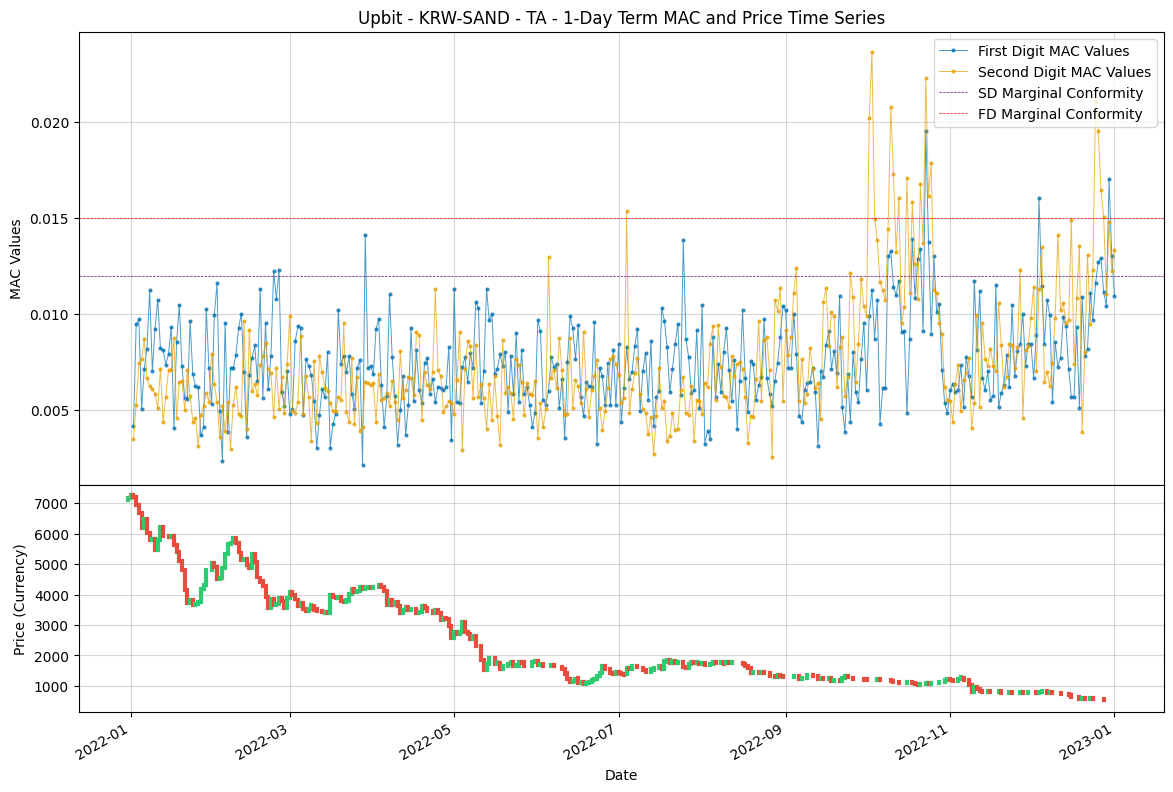 Upbit - KRW-SAND - TA - 1-Day Term MAC and Price Time Series
First Digit MAC Values
Second Digit MAC Values
SD Marginal Conformity
FD Marginal Conformity
MAC Values
0.020
0.015
0.010
0.005
Price (Currency)
7000
6000
5000
4000
3000
2000
1000
2022-01
2022-03
2022-05
2022-07
2022-09
2022-11
2023-01
Date